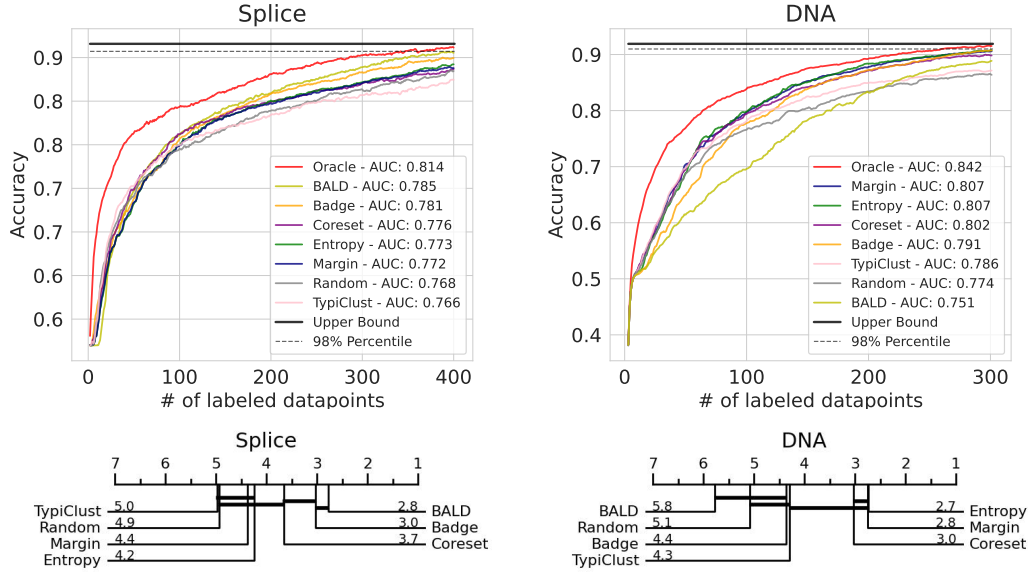 Splice
Accuracy
0.9
0.8
0.8
0.7
0.7
0.6
0.6
Oracle - AUC: 0.814
BALD - AUC: 0.785
Badge - AUC: 0.781
Coreset - AUC: 0.776
Entropy - AUC: 0.773
Margin - AUC: 0.772
Random - AUC: 0.768
TypiClust - AUC: 0.766
Upper Bound
98% Percentile
0 100 200 300 400
# of labeled datapoints
DNA
Accuracy
0.9
0.8
0.7
0.6
0.5
0.4
Oracle - AUC: 0.842
Margin - AUC: 0.807
Entropy - AUC: 0.807
Coreset - AUC: 0.802
Badge - AUC: 0.791
TypiClust - AUC: 0.786
Random - AUC: 0.774
BALD - AUC: 0.751
Upper Bound
98% Percentile
0 100 200 300
# of labeled datapoints
Splice
7 6 5 4 3 2 1
TypiClust 5.0 2.8 BALD
Random 4.9 3.0 Badge
Margin 4.4 3.7 Coreset
Entropy 4.2
DNA
7 6 5 4 3 2 1
BALD 5.8 2.7 Entropy
Random 5.1 2.8 Margin
Badge 4.4 3.0 Coreset
TypiClust 4.3